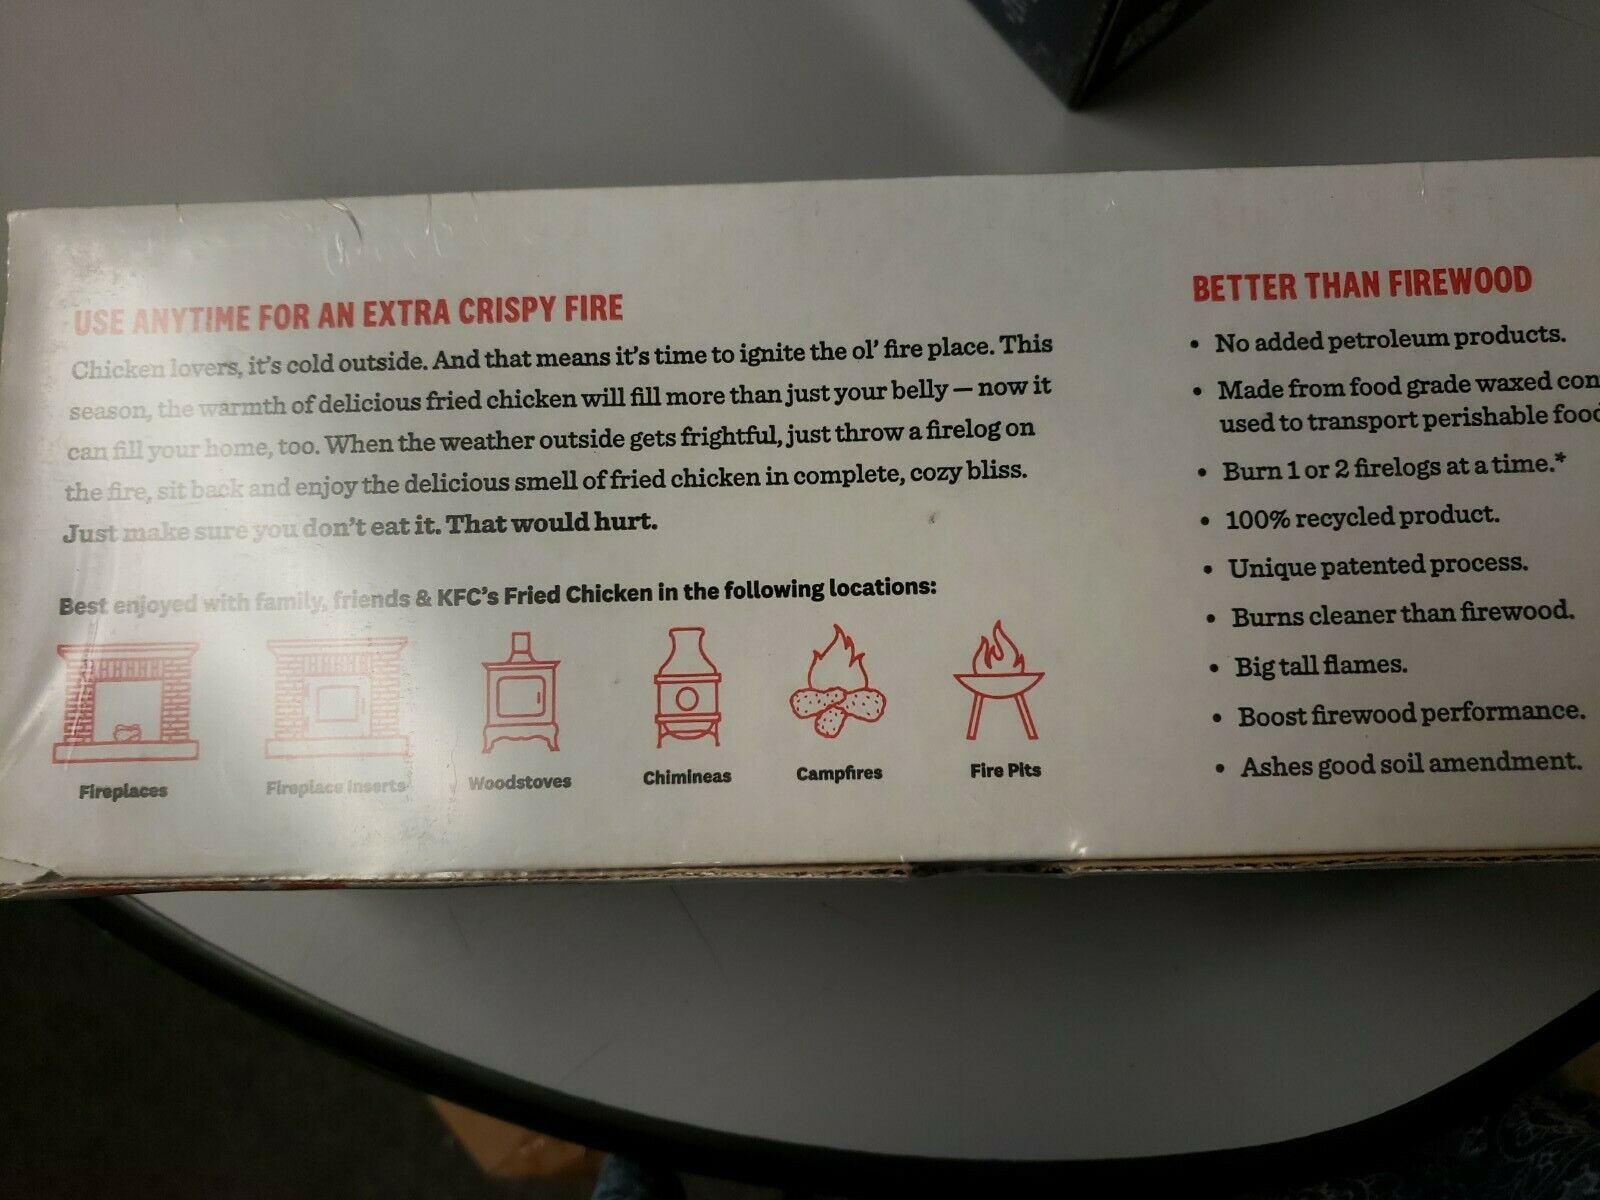 USE ANYTIME FOR AN EXTRA CRISPY FIRE
Chicken lovers, it's cold outside. And that means it's time to ignite the ol' fire place. This
season, the warmth of delicious fried chicken will fill more than just your belly — now it
can fill your home, too. When the weather outside gets frightful, just throw a firelog on
the fire, sit back and enjoy the delicious smell of fried chicken in complete, cozy bliss.
Just make sure you don't eat it. That would hurt.
Best enjoyed with family, friends & KFC's Fried Chicken in the following locations:
Fireplaces
Fireplace Inserts
Woodstoves
Chimineas
Campfires
Fire Pits
BETTER THAN FIREWOOD
• No added petroleum products.
• Made from food grade waxed con
used to transport perishable food
• Burn 1 or 2 firelogs at a time.*
• 100% recycled product.
• Unique patented process.
• Burns cleaner than firewood.
• Big tall flames.
• Boost firewood performance.
• Ashes good soil amendment.